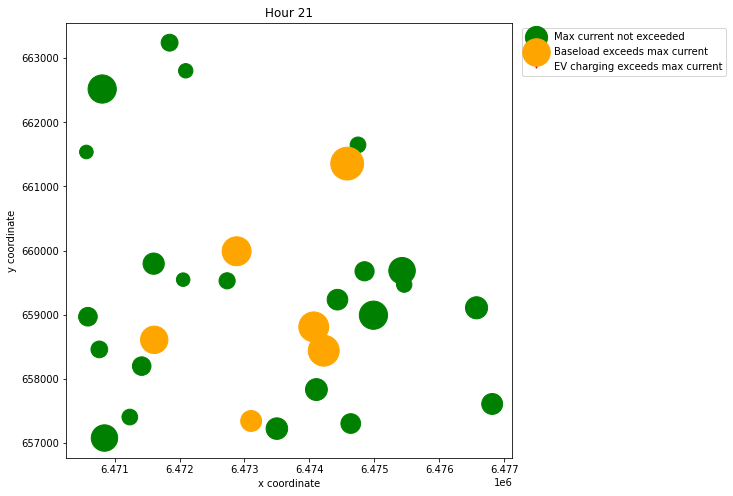 Hour 21
Max current not exceeded
Baseload exceeds max current
EV charging exceeds max current
y coordinate
663000
662000
661000
660000
659000
658000
657000
6.471 6.472 6.473 6.474 6.475 6.476 6.477
1e6
x coordinate